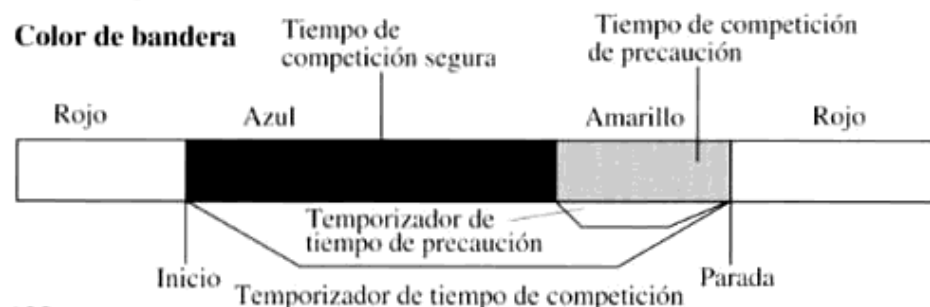 Color de bandera
Tiempo de
competición segura
Tiempo de competición
de precaución
Rojo
Azul
Amarillo
Rojo
Temporizador de
tiempo de precaución
Inicio
Parada
Temporizador de tiempo de competición